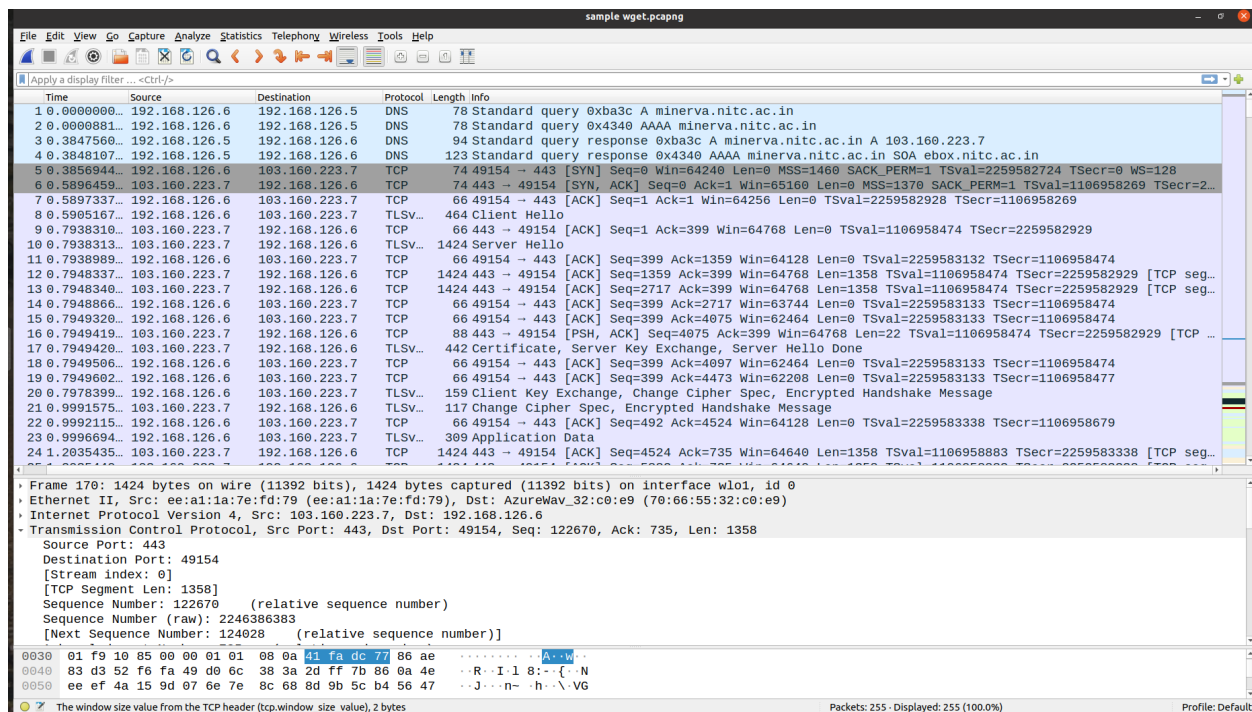 sample wget.pcapng
File Edit View Go Capture Analyze Statistics Telephony Wireless Tools Help
Apply a display filter ... <Ctrl-/>
Time Source Destination Protocol Length Info
1 0.0000000… 192.168.126.6 192.168.126.5 DNS 78 Standard query 0xba3c A minerva.nitc.ac.in
2 0.0000881… 192.168.126.6 192.168.126.5 DNS 78 Standard query 0x4340 AAAA minerva.nitc.ac.in
3 0.3847560… 192.168.126.5 192.168.126.6 DNS 94 Standard query response 0xba3c A minerva.nitc.ac.in A 103.160.223.7
4 0.3848107… 192.168.126.5 192.168.126.6 DNS 123 Standard query response 0x4340 AAAA minerva.nitc.ac.in SOA ebox.nitc.ac.in
5 0.3856944… 192.168.126.6 103.160.223.7 TCP 74 49154 → 443 [SYN] Seq=0 Win=64240 Len=0 MSS=1460 SACK_PERM=1 TSval=2259582724 TSecr=0 WS=128
6 0.5896459… 103.160.223.7 192.168.126.6 TCP 74 443 → 49154 [SYN, ACK] Seq=0 Ack=1 Win=65160 Len=0 MSS=1370 SACK_PERM=1 TSval=1106958269 TSecr=2…
7 0.5897337… 192.168.126.6 103.160.223.7 TCP 66 49154 → 443 [ACK] Seq=1 Ack=1 Win=64256 Len=0 TSval=2259582928 TSecr=1106958269
8 0.5905167… 192.168.126.6 103.160.223.7 TLSv… 464 Client Hello
9 0.7938310… 103.160.223.7 192.168.126.6 TCP 66 443 → 49154 [ACK] Seq=1 Ack=399 Win=64768 Len=0 TSval=1106958474 TSecr=2259582929
10 0.7938313… 103.160.223.7 192.168.126.6 TLSv… 1424 Server Hello
11 0.7938989… 192.168.126.6 103.160.223.7 TCP 66 49154 → 443 [ACK] Seq=399 Ack=1359 Win=64128 Len=0 TSval=2259583132 TSecr=1106958474
12 0.7948337… 103.160.223.7 192.168.126.6 TCP 1424 443 → 49154 [ACK] Seq=1359 Ack=399 Win=64768 Len=1358 TSval=1106958474 TSecr=2259582929 [TCP seg…
13 0.7948340… 103.160.223.7 192.168.126.6 TCP 1424 443 → 49154 [ACK] Seq=2717 Ack=399 Win=64768 Len=1358 TSval=1106958474 TSecr=2259582929 [TCP seg…
14 0.7948866… 192.168.126.6 103.160.223.7 TCP 66 49154 → 443 [ACK] Seq=399 Ack=2717 Win=63744 Len=0 TSval=2259583133 TSecr=1106958474
15 0.7949320… 192.168.126.6 103.160.223.7 TCP 66 49154 → 443 [ACK] Seq=399 Ack=4075 Win=62464 Len=0 TSval=2259583133 TSecr=1106958474
16 0.7949419… 103.160.223.7 192.168.126.6 TCP 88 443 → 49154 [PSH, ACK] Seq=4075 Ack=399 Win=64768 Len=22 TSval=1106958474 TSecr=2259582929 [TCP …
17 0.7949420… 103.160.223.7 192.168.126.6 TLSv… 442 Certificate, Server Key Exchange, Server Hello Done
18 0.7949506… 192.168.126.6 103.160.223.7 TCP 66 49154 → 443 [ACK] Seq=399 Ack=4097 Win=62464 Len=0 TSval=2259583133 TSecr=1106958474
19 0.7949602… 192.168.126.6 103.160.223.7 TCP 66 49154 → 443 [ACK] Seq=399 Ack=4473 Win=62208 Len=0 TSval=2259583133 TSecr=1106958477
20 0.7978399… 192.168.126.6 103.160.223.7 TLSv… 159 Client Key Exchange, Change Cipher Spec, Encrypted Handshake Message
21 0.9991575… 103.160.223.7 192.168.126.6 TLSv… 117 Change Cipher Spec, Encrypted Handshake Message
22 0.9992115… 192.168.126.6 103.160.223.7 TCP 66 49154 → 443 [ACK] Seq=492 Ack=4524 Win=64128 Len=0 TSval=2259583338 TSecr=1106958679
23 0.9996694… 192.168.126.6 103.160.223.7 TLSv… 309 Application Data
24 1.2035435… 103.160.223.7 192.168.126.6 TCP 1424 443 → 49154 [ACK] Seq=4524 Ack=735 Win=64640 Len=1358 TSval=1106958883 TSecr=2259583338 [TCP seg…
Frame 170: 1424 bytes on wire (11392 bits), 1424 bytes captured (11392 bits) on interface wlo1, id 0
Ethernet II, Src: ee:a1:1a:7e:fd:79 (ee:a1:1a:7e:fd:79), Dst: AzureWav_32:c0:e9 (70:66:55:32:c0:e9)
Internet Protocol Version 4, Src: 103.160.223.7, Dst: 192.168.126.6
Transmission Control Protocol, Src Port: 443, Dst Port: 49154, Seq: 122670, Ack: 735, Len: 1358
Source Port: 443
Destination Port: 49154
[Stream index: 0]
[TCP Segment Len: 1358]
Sequence Number: 122670 (relative sequence number)
Sequence Number (raw): 2246386383
[Next Sequence Number: 124028 (relative sequence number)]
0030 01 f9 10 85 00 00 01 01 08 0a 41 fa dc 77 86 ae ·········· A··w··
0040 83 d3 52 f6 fa 49 d0 6c 38 3a 2d ff 7b 86 0a 4e ··R··I·l 8:-·{··N
0050 ee ef 4a 15 9d 07 6e 7e 8c 68 8d 9b 5c b4 56 47 ··J···n~ ·h··\·VG
The window size value from the TCP header (tcp.window_size_value), 2 bytes Packets: 255 · Displayed: 255 (100.0%) Profile: Default